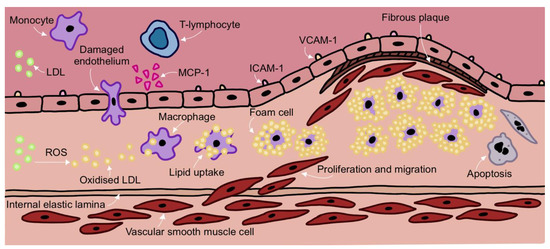 Monocyte
T-lymphocyte
Fibrous plaque
VCAM-1
Damaged
endothelium
LDL
MCP-1
ICAM-1
Macrophage
Foam cell
ROS
Oxidised LDL
Lipid uptake
Proliferation and migration
Apoptosis
Internal elastic lamina
Vascular smooth muscle cell